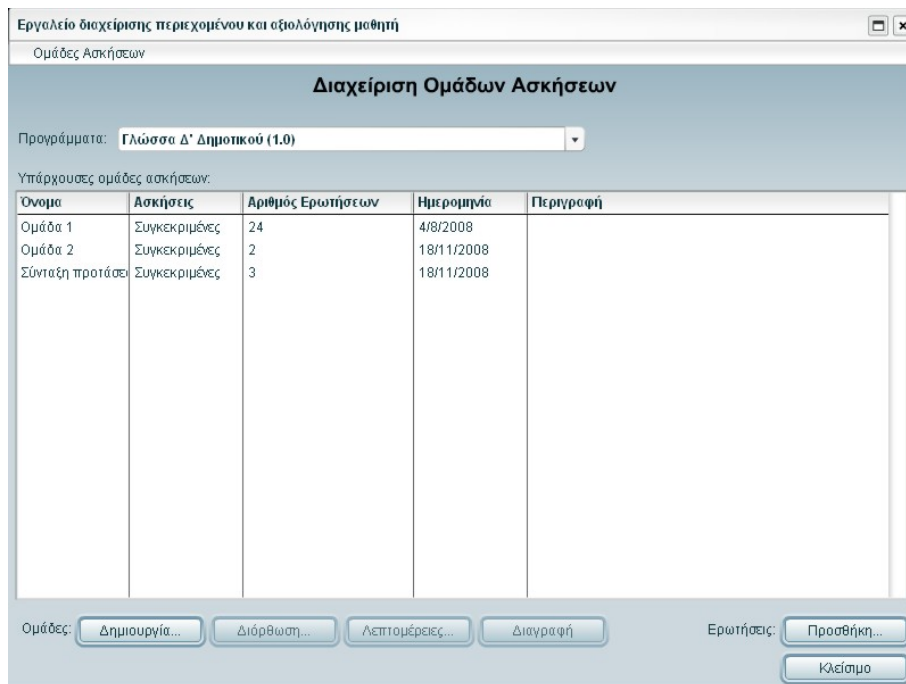 Εργαλείο διαχείρισης περιεχομένου και αξιολόγησης μαθητή
Ομάδες Ασκήσεων
Διαχείριση Ομάδων Ασκήσεων
Προγράμματα: Γλώσσα Δ' Δημοτικού (1.0)
Υπάρχουσες ομάδες ασκήσεων:
Όνομα Ασκήσεις Αριθμός Ερωτήσεων Ημερομηνία Περιγραφή
Ομάδα 1 Συγκεκριμένες 24 4/8/2008
Ομάδα 2 Συγκεκριμένες 2 18/11/2008
Σύνταξη προτάσε Συγκεκριμένες 3 18/11/2008
Ομάδες: Δημιουργία... Διόρθωση... Λεπτομέρειες... Διαγραφή Ερωτήσεις: Προσθήκη...
Κλείσιμο